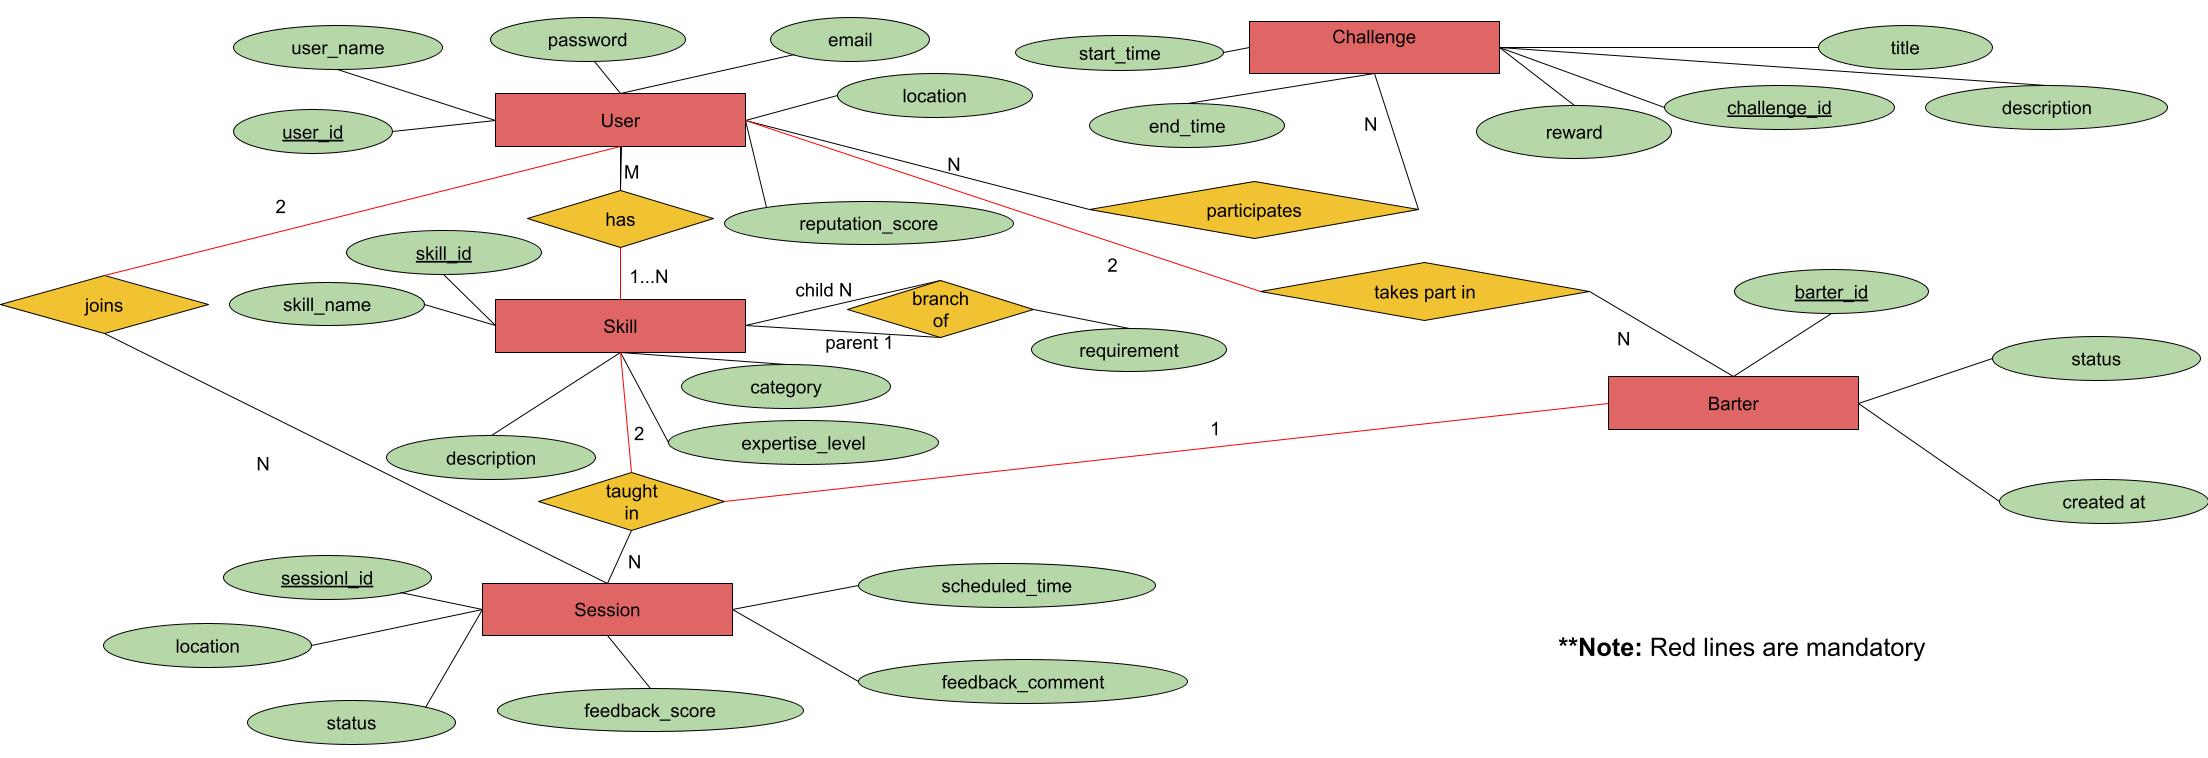 user_name
password
email
Challenge
start_time
title
location
challenge_id
description
User
end_time
N
reward
user_id
N
M
2
has
participates
reputation_score
skill_id
2
1...N
child N
branch
of
takes part in
barter_id
joins
skill_name
Skill
parent 1
requirement
N
status
category
Barter
2
1
expertise_level
description
N
taught
in
created at
N
sessionl_id
scheduled_time
Session
location
**Note: Red lines are mandatory
feedback_comment
feedback_score
status